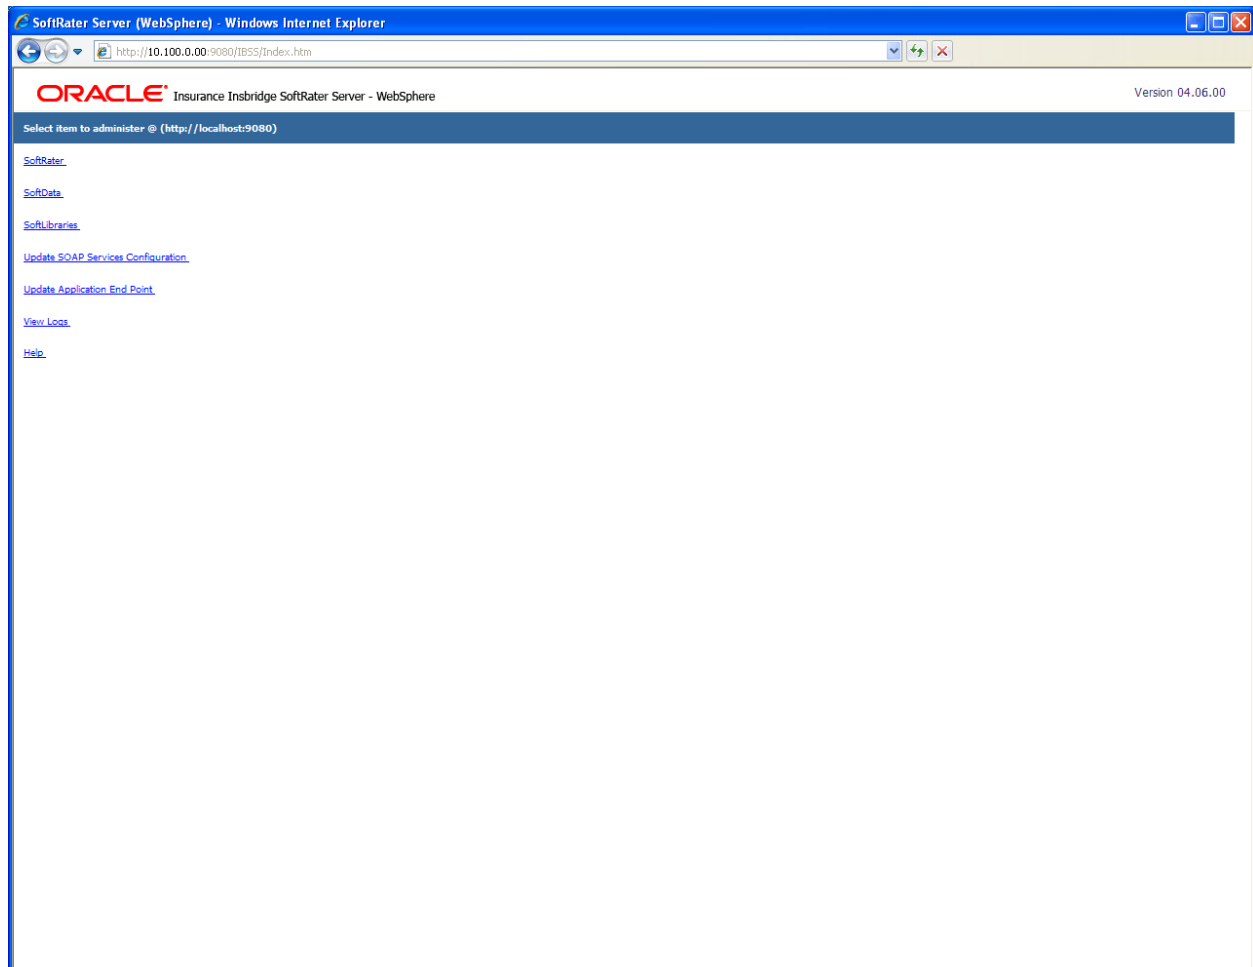 SoftRater Server (WebSphere) - Windows Internet Explorer
http://10.100.0.00:9080/IBSS/Index.htm
ORACLE® Insurance Insbridge SoftRater Server - WebSphere
Version 04.06.00
Select item to administer @ (http://localhost:9080)
SoftRater
SoftData
SoftLibraries
Update SOAP Services Configuration
Update Application End Point
View Logs
Help